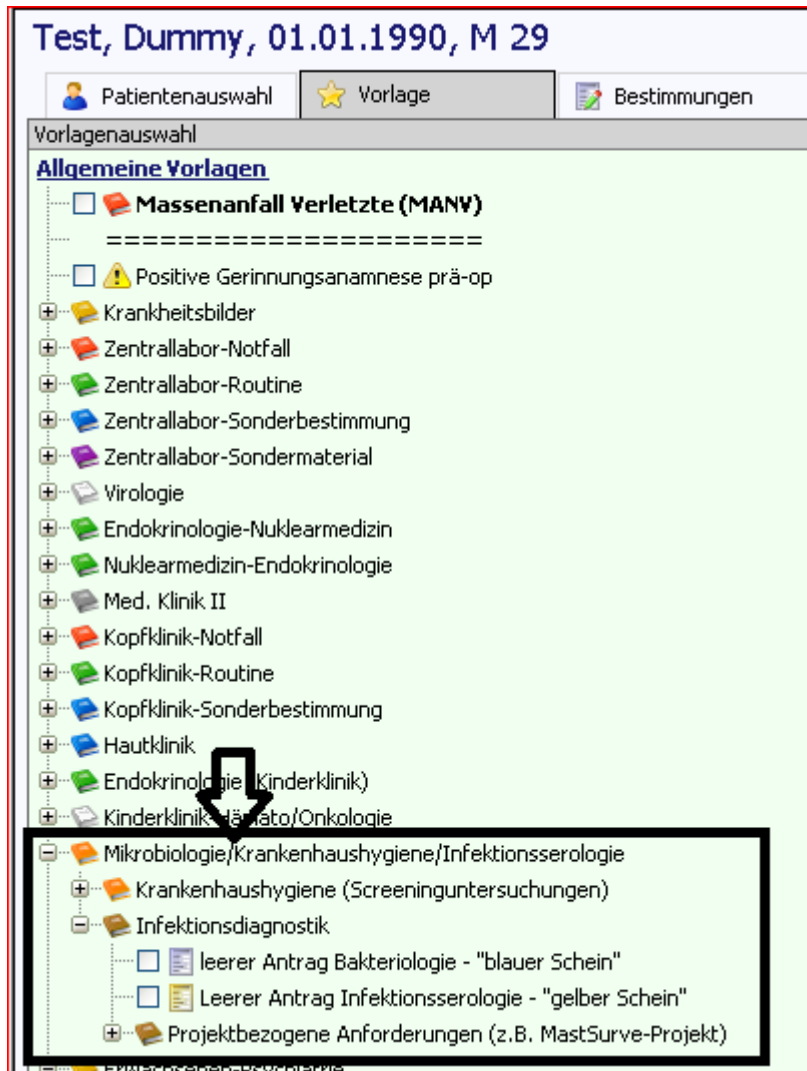 Test, Dummy, 01.01.1990, M 29
Patientenauswahl Vorlage Bestimmungen
Vorlagenauswahl
Allgemeine Vorlagen
Massenanfall Verletzte (MANV)
======================
Positive Gerinnungsanamnese prä-op
Krankheitsbilder
Zentrallabor-Notfall
Zentrallabor-Routine
Zentrallabor-Sonderbestimmung
Zentrallabor-Sondermaterial
Virologie
Endokrinologie-Nuklearmedizin
Nuklearmedizin-Endokrinologie
Med. Klinik II
Kopfklinik-Notfall
Kopfklinik-Routine
Kopfklinik-Sonderbestimmung
Hautklinik
Endokrinologie (Kinderklinik)
Kinderklinik-Hämato/Onkologie
Mikrobiologie/Krankenhaushygiene/Infektionsserologie
Krankenhaushygiene (Screeninguntersuchungen)
Infektionsdiagnostik
leerer Antrag Bakteriologie - "blauer Schein"
Leerer Antrag Infektionsserologie - "gelber Schein"
Projektbezogene Anforderungen (z.B. MastSurve-Projekt)
Erwachsenen-Psychiatrie